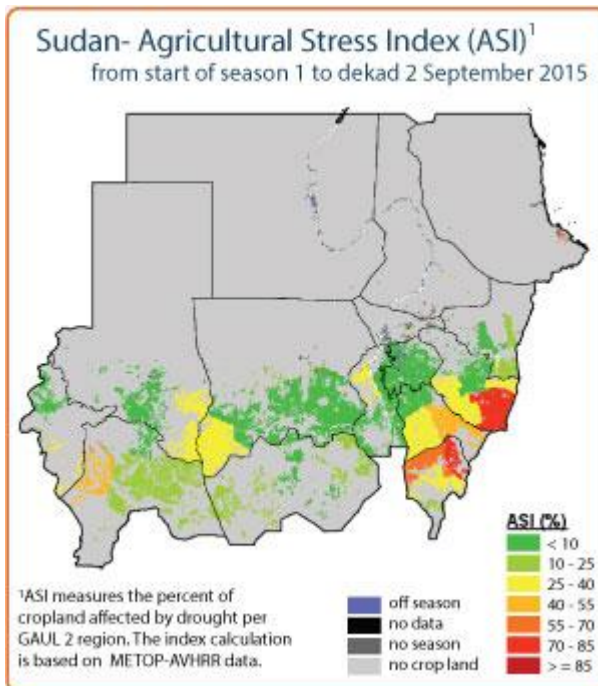 Sudan- Agricultural Stress Index (ASI)¹
from start of season 1 to dekad 2 September 2015
ASI (%)
< 10
10 - 25
25 - 40
40 - 55
55 - 70
70 - 85
> = 85
off season
no data
no season
no crop land
¹ASI measures the percent of
cropland affected by drought per
GAUL 2 region. The index calculation
is based on METOP-AVHRR data.